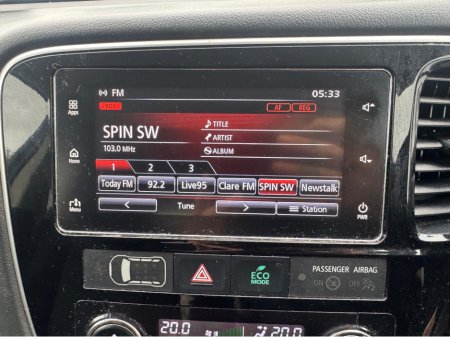 FM 05:33
AF REG
Apps
SPIN SW
103.0 MHz
TITLE
ARTIST
ALBUM
Home
1 2 3
Today FM 92.2 Live95 Clare FM SPIN SW Newstalk
Menu
< Tune > Station
PWR
ECO
MODE
PASSENGER AIRBAG
ON OFF
20.0 20.0